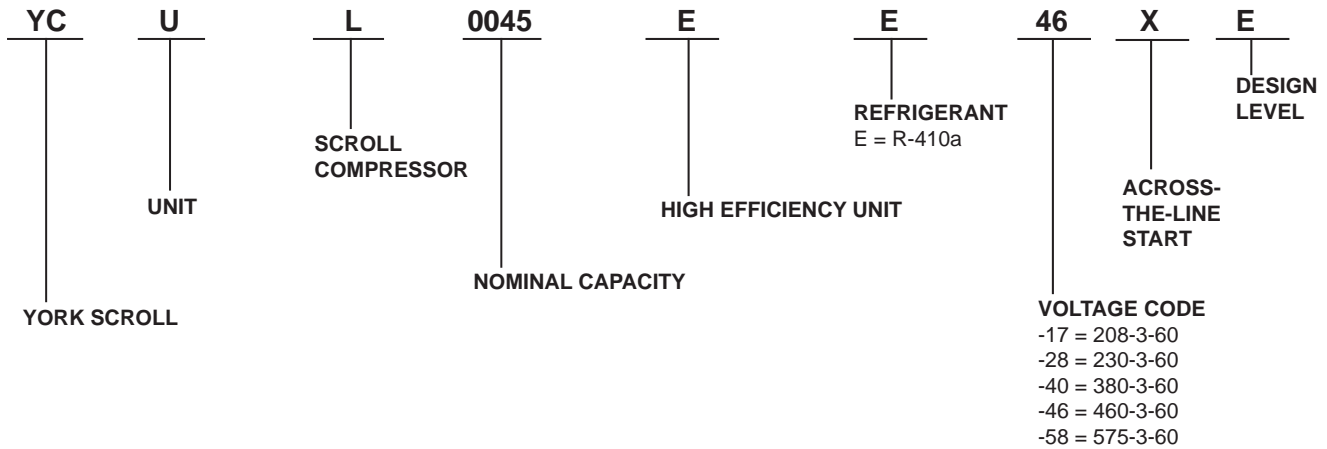 YC U L 0045 E E 46 X E
DESIGN
LEVEL
REFRIGERANT
E = R-410a
SCROLL
COMPRESSOR
ACROSS-
THE-LINE
START
UNIT
HIGH EFFICIENCY UNIT
NOMINAL CAPACITY
YORK SCROLL
VOLTAGE CODE
-17 = 208-3-60
-28 = 230-3-60
-40 = 380-3-60
-46 = 460-3-60
-58 = 575-3-60